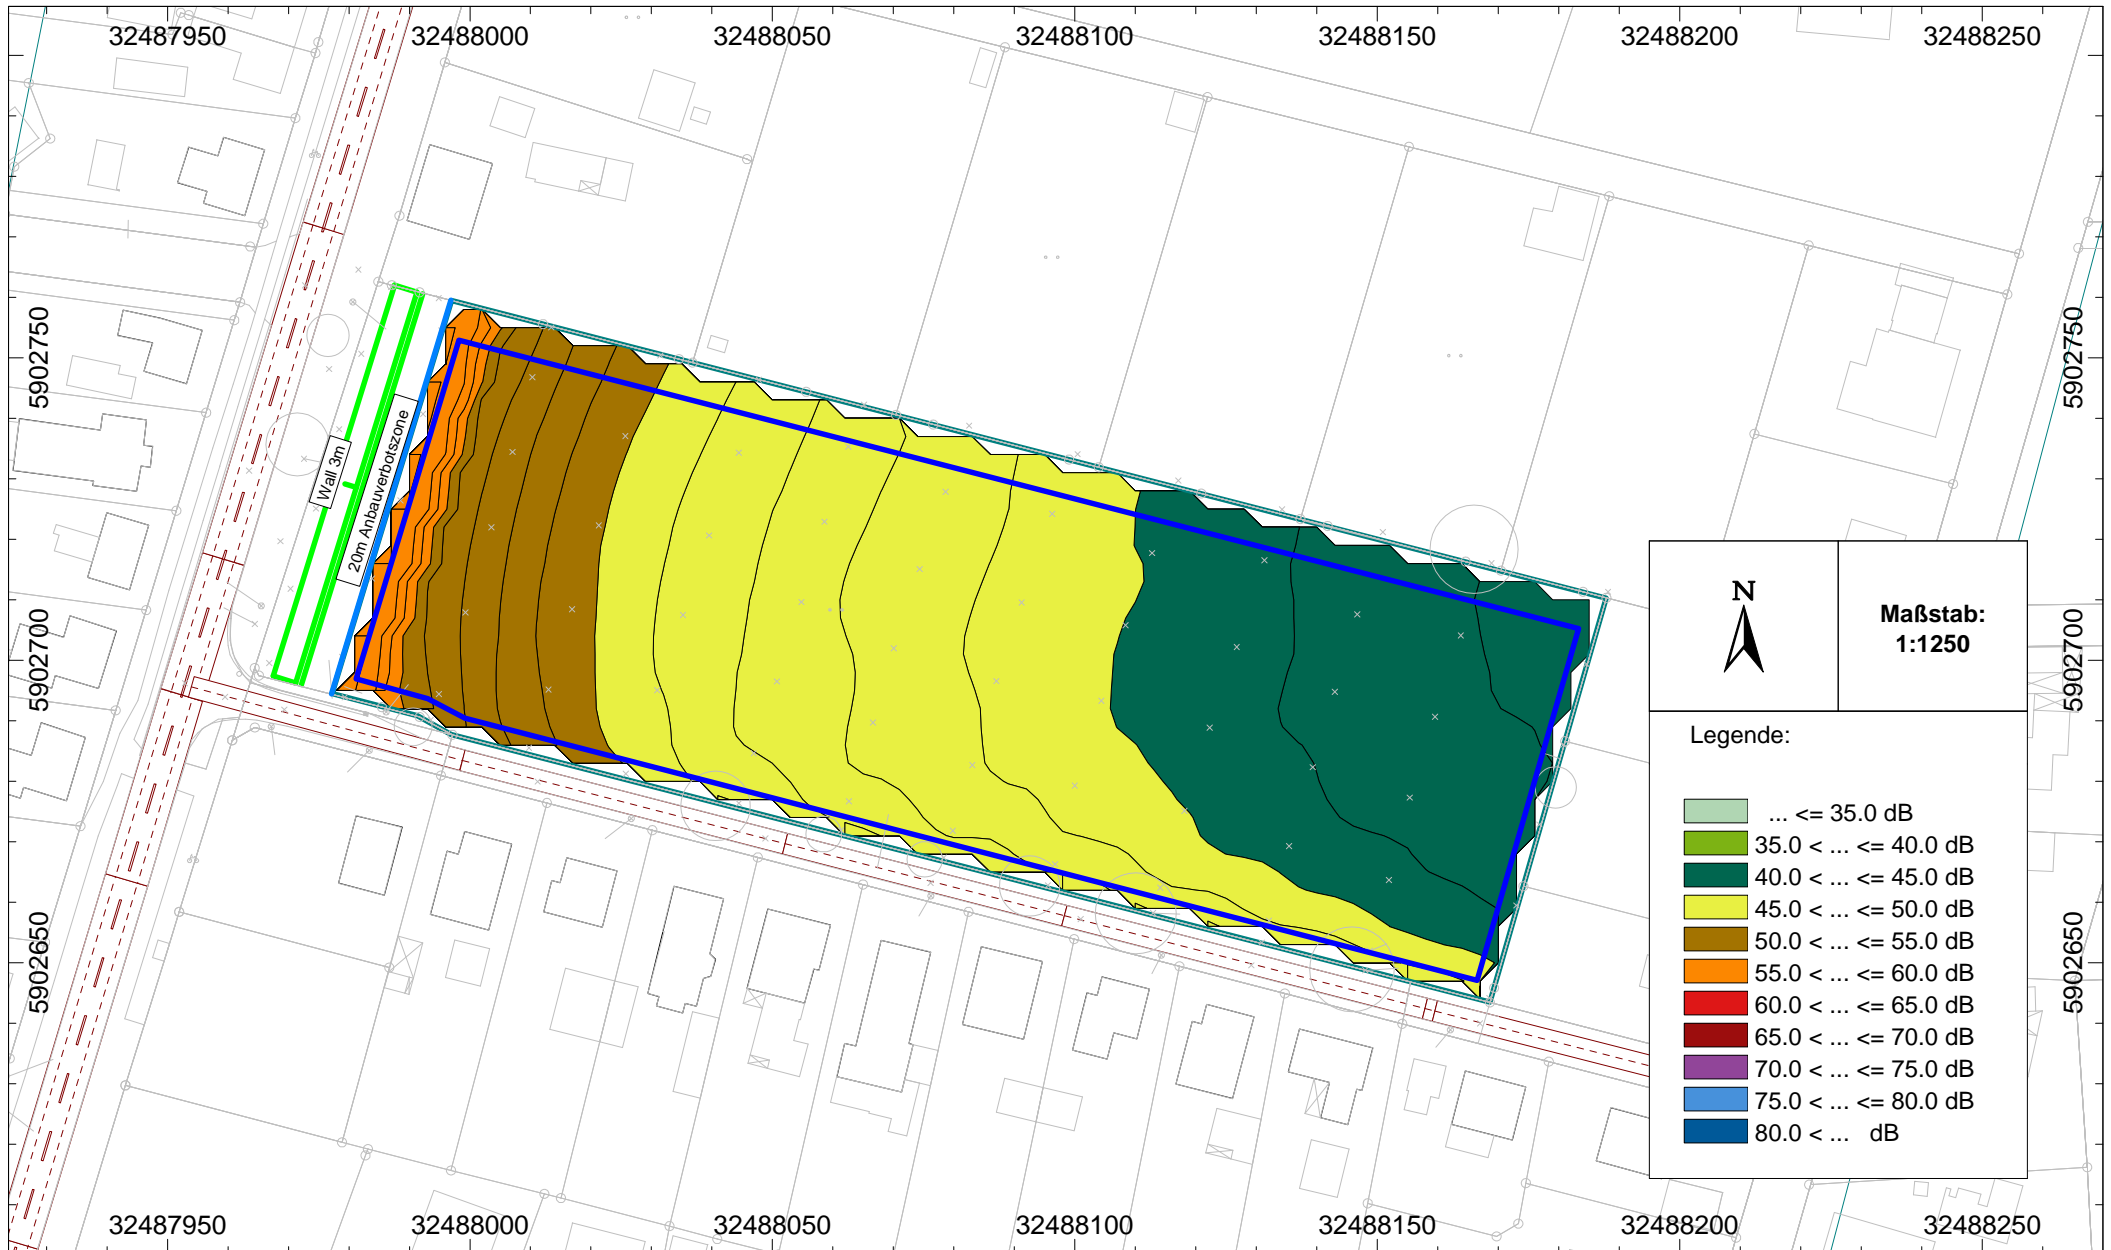 32487950 32488000 32488050 32488100 32488150 32488200 32488250
5902750
5902700
5902650
Wall 3m
20m Anbauverbotszone
5902750
5902700
5902650
N
Maßstab:
1:1250
Legende:
... <= 35.0 dB
35.0 < ... <= 40.0 dB
40.0 < ... <= 45.0 dB
45.0 < ... <= 50.0 dB
50.0 < ... <= 55.0 dB
55.0 < ... <= 60.0 dB
60.0 < ... <= 65.0 dB
65.0 < ... <= 70.0 dB
70.0 < ... <= 75.0 dB
75.0 < ... <= 80.0 dB
80.0 < ... dB
32487950 32488000 32488050 32488100 32488150 32488200 32488250